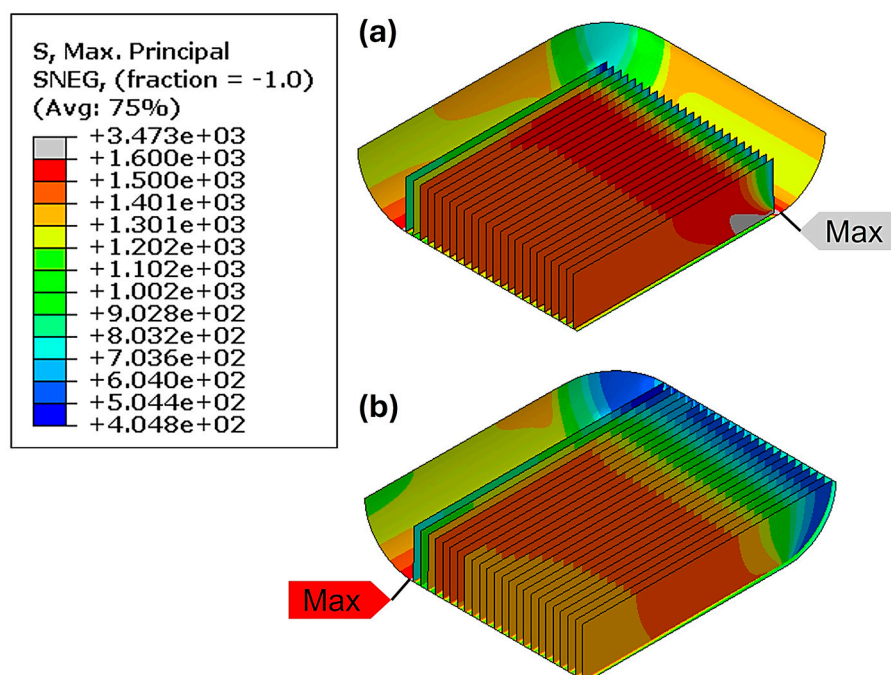 S, Max. Principal
SNEG, (fraction = -1.0)
(Avg: 75%)
+3.473e+03
+1.600e+03
+1.500e+03
+1.401e+03
+1.301e+03
+1.202e+03
+1.102e+03
+1.002e+03
+9.028e+02
+8.032e+02
+7.036e+02
+6.040e+02
+5.044e+02
+4.048e+02
(a)
Max
(b)
Max